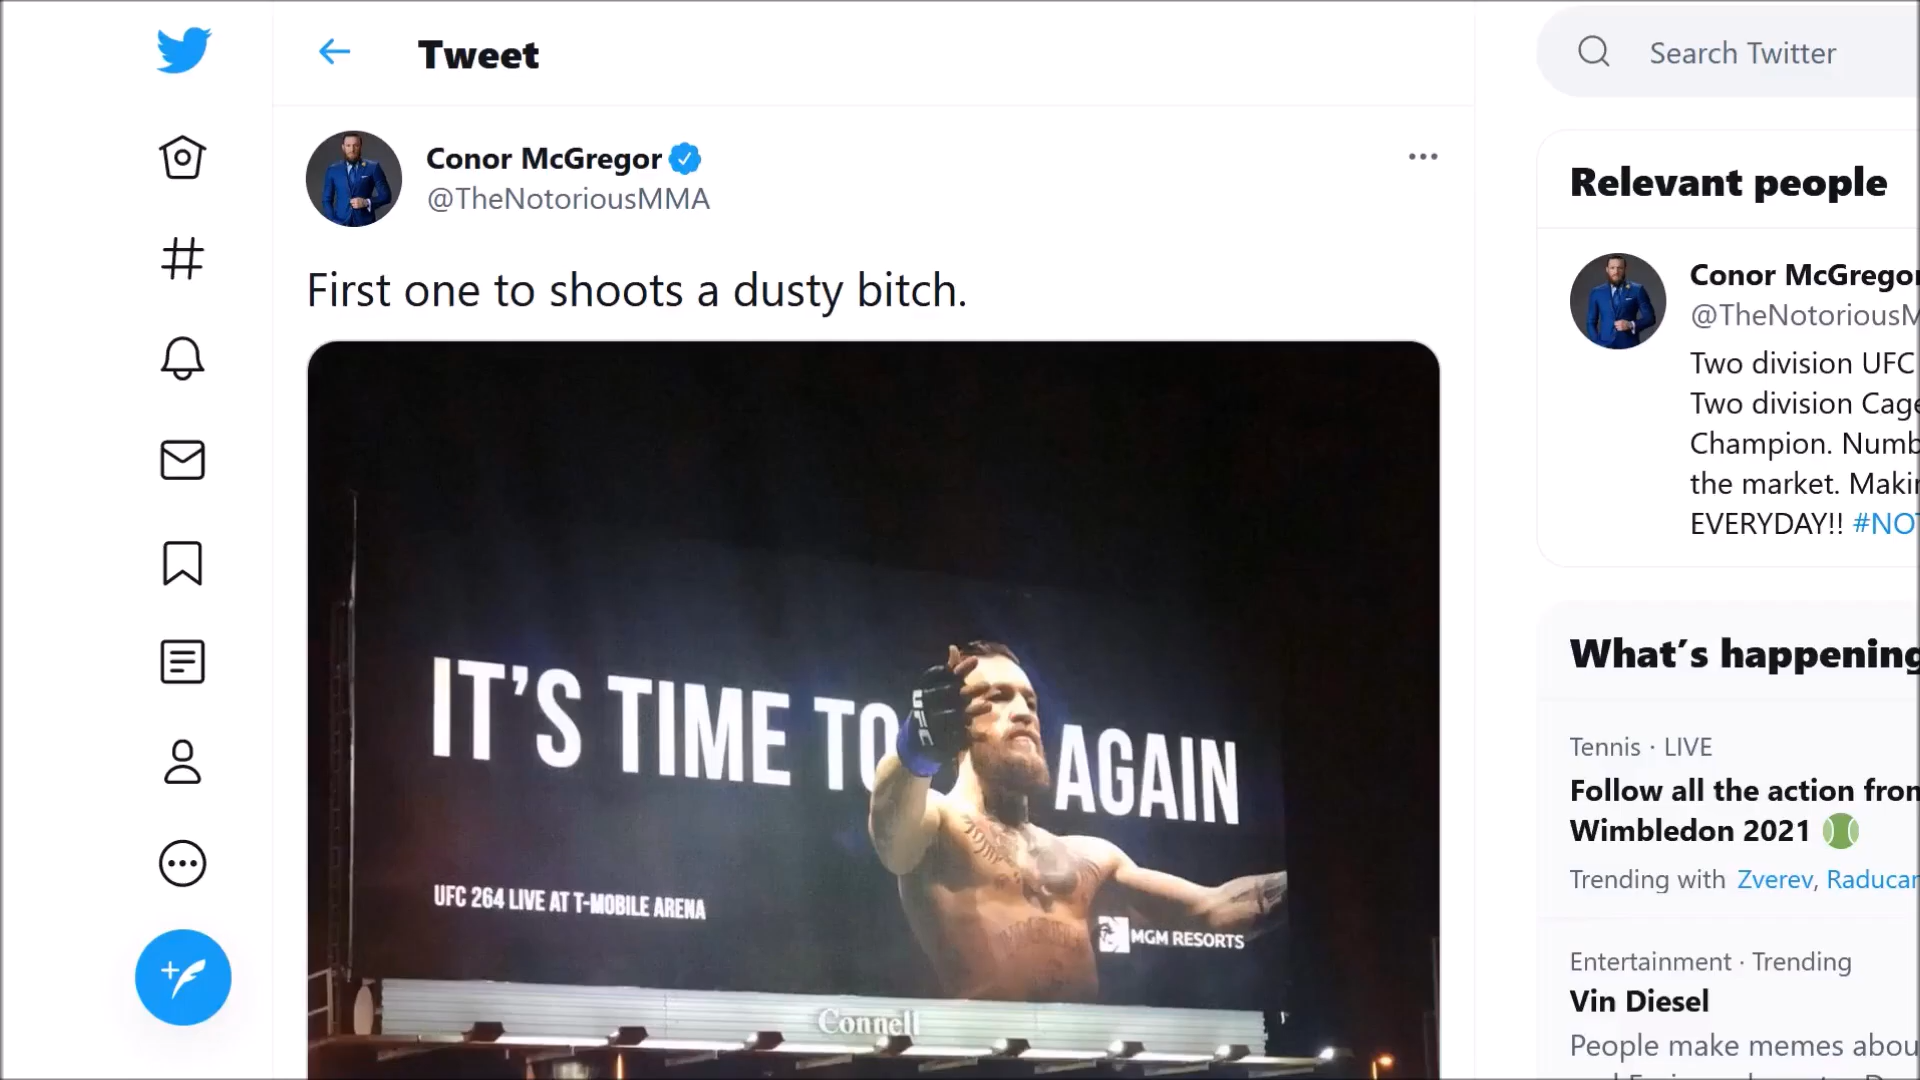 Tweet
Conor McGregor
@TheNotoriousMMA
First one to shoots a dusty bitch.
IT'S TIME TO AGAIN
UFC
UFC 264 LIVE AT T-MOBILE ARENA
MGM RESORTS
Connell
Search Twitter
Relevant people
Conor McGregor
@TheNotoriousM
Two division UFC
Two division Cage
Champion. Numb
the market. Makin
EVERYDAY!! #NOT
What's happening
Tennis · LIVE
Follow all the action from
Wimbledon 2021
Trending with Zverev, Raducan
Entertainment · Trending
Vin Diesel
People make memes abou